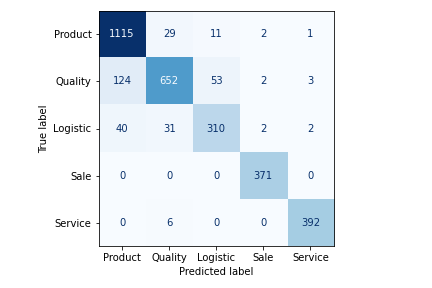 Product 1115 29 11 2 1
Quality 124 652 53 2 3
Logistic 40 31 310 2 2
Sale 0 0 0 371 0
Service 0 6 0 0 392
Product Quality Logistic Sale Service
Predicted label
True label